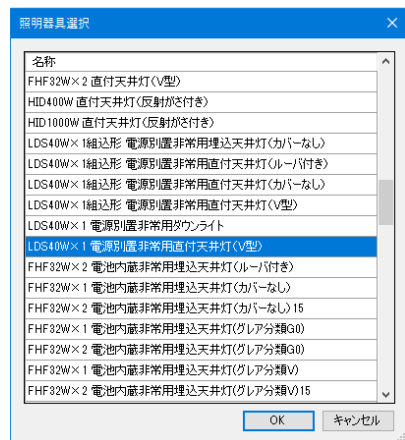 照明器具選択
名称
FHF32W×2 直付天井灯(V型)
HID400W 直付天井灯(反射がさ付き)
HID1000W 直付天井灯(反射がさ付き)
LDS40W×1組込形 電源別置非常用埋込天井灯(カバーなし)
LDS40W×1組込形 電源別置非常用直付天井灯(ルーバ付き)
LDS40W×1組込形 電源別置非常用直付天井灯(カバーなし)
LDS40W×1組込形 電源別置非常用直付天井灯(V型)
LDS40W×1 電源別置非常用ダウンライト
LDS40W×1 電源別置非常用直付天井灯(V型)
FHF32W×2 電池内蔵非常用埋込天井灯(ルーバ付き)
FHF32W×1 電池内蔵非常用埋込天井灯(カバーなし)
FHF32W×2 電池内蔵非常用埋込天井灯(カバーなし)15
FHF32W×1 電池内蔵非常用埋込天井灯(グレア分類G0)
FHF32W×2 電池内蔵非常用埋込天井灯(グレア分類G0)
FHF32W×1 電池内蔵非常用埋込天井灯(グレア分類V)
FHF32W×2 電池内蔵非常用埋込天井灯(グレア分類V)15
OK キャンセル